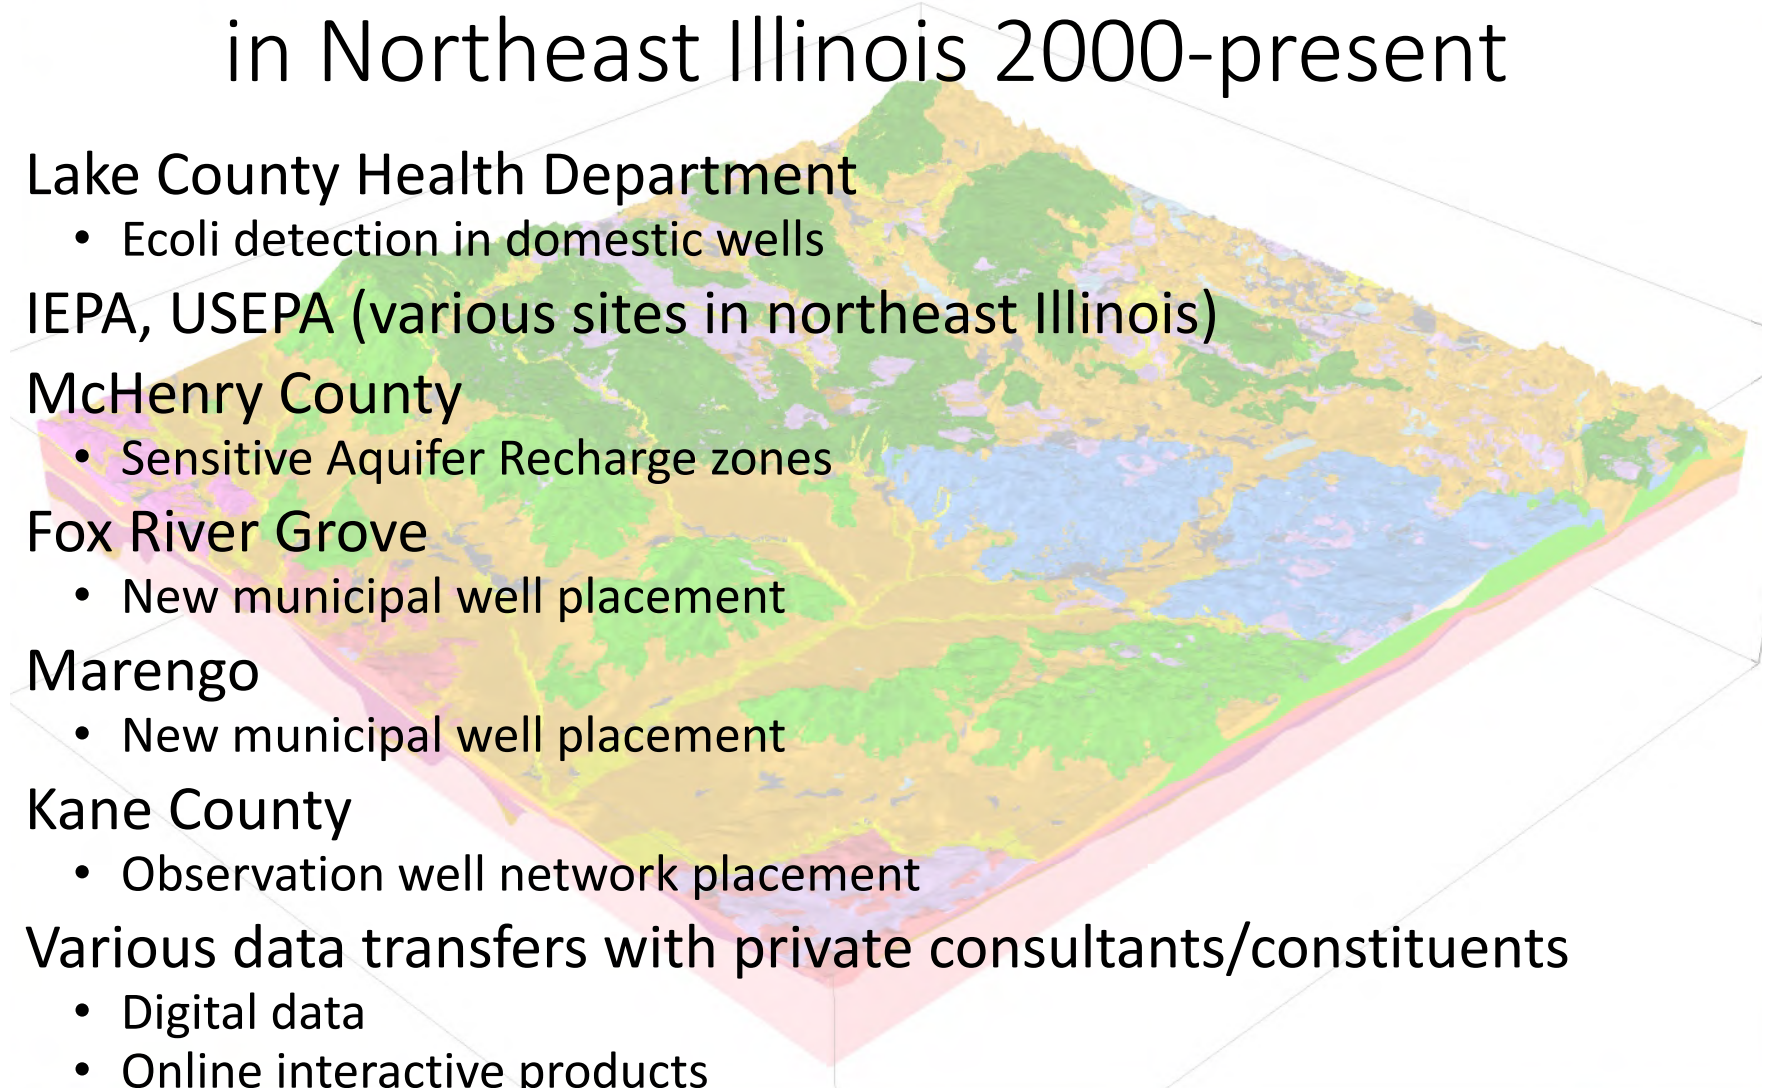 in Northeast Illinois 2000-present
Lake County Health Department
• Ecoli detection in domestic wells
IEPA, USEPA (various sites in northeast Illinois)
McHenry County
• Sensitive Aquifer Recharge zones
Fox River Grove
• New municipal well placement
Marengo
• New municipal well placement
Kane County
• Observation well network placement
Various data transfers with private consultants/constituents
• Digital data
• Online interactive products